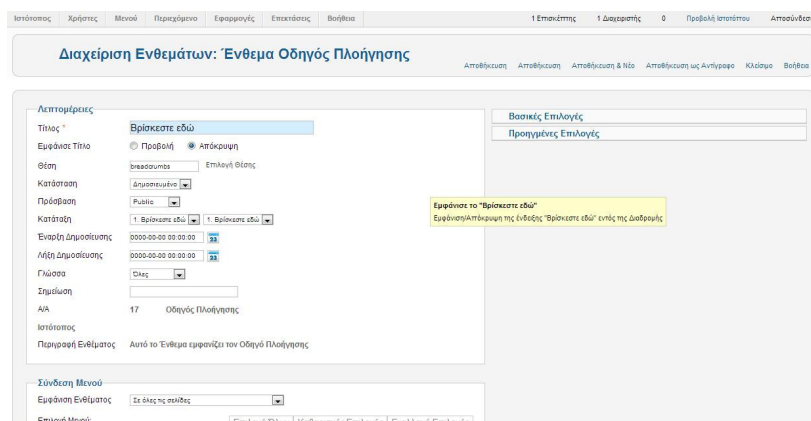 Ιστότοπος Χρήστες Μενού Περιεχόμενο Εφαρμογές Επεκτάσεις Βοήθεια 1 Επισκέπτης 1 Διαχειριστής 0 Προβολή Ιστοτόπου Αποσύνδεσ
Διαχείριση Ενθεμάτων: Ένθεμα Οδηγός Πλοήγησης
Αποθήκευση Αποθήκευση Αποθήκευση & Νέο Αποθήκευση ως Αντίγραφο Κλείσιμο Βοήθεια
Λεπτομέρειες
Τίτλος * Βρίσκεστε εδώ
Εμφάνισε Τίτλο Προβολή Απόκρυψη
Θέση breadcrumbs Επιλογή Θέσης
Κατάσταση Δημοσιευμένο
Πρόσβαση Public
Κατάταξη 1. Βρίσκεστε εδώ 1. Βρίσκεστε εδώ
Έναρξη Δημοσίευσης 0000-00-00 00:00:00 23
Λήξη Δημοσίευσης 0000-00-00 00:00:00 23
Γλώσσα Όλες
Σημείωση
Α/Α 17 Οδηγός Πλοήγησης
Ιστότοπος
Περιγραφή Ενθέματος Αυτό το Ένθεμα εμφανίζει τον Οδηγό Πλοήγησης
Βασικές Επιλογές
Προηγμένες Επιλογές
Εμφάνισε το "Βρίσκεστε εδώ"
Εμφάνιση/Απόκρυψη της ένδειξης "Βρίσκεστε εδώ" εντός της Διαδρομής
Σύνδεση Μενού
Εμφάνιση Ενθέματος Σε όλες τις σελίδες
Επιλογή Μενού: